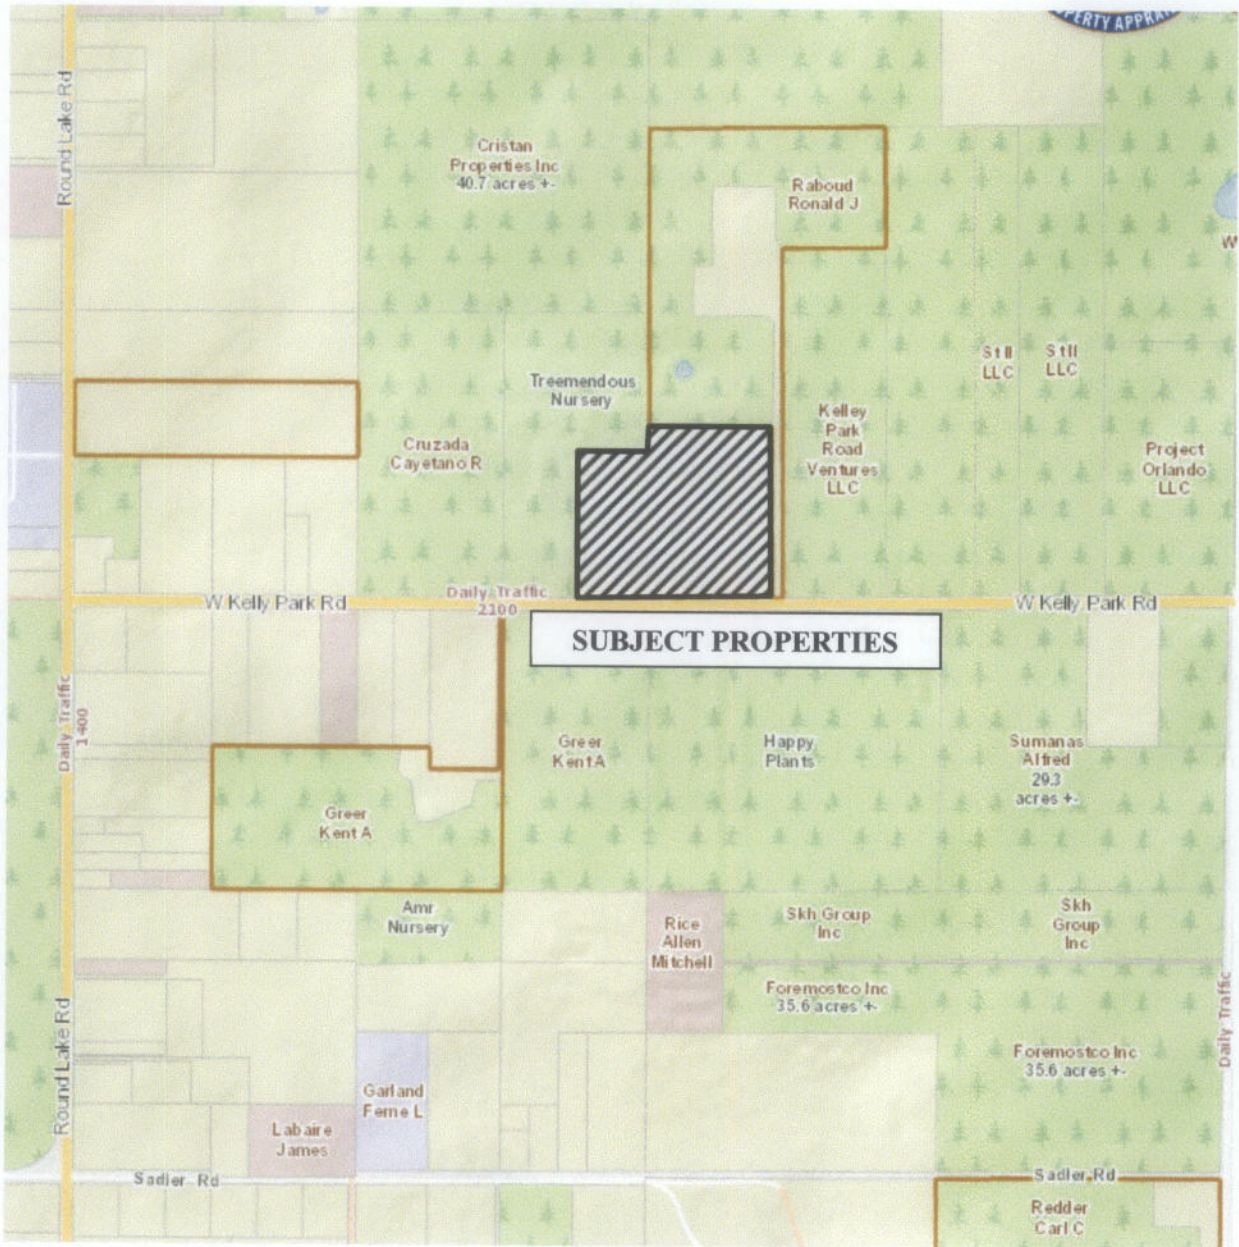 PERTY APPRAI
Round Lake Rd
Cristan
Properties Inc
40.7 acres +-
Raboud
Ronald J
W
Still
LLC
Still
LLC
Treemendous
Nursery
Cruzada
Cayetano R
Kelley
Park
Road
Ventures
LLC
Project
Orlando
LLC
Daily Traffic
2100
W Kelly Park Rd
W Kelly Park Rd
SUBJECT PROPERTIES
Daily Traffic
1400
Greer
Kent A
Happy
Plants
Sumanas
Alfred
29.3
acres +-
Greer
Kent A
Amr
Nursery
Rice
Allen
Mitchell
Skh Group
Inc
Skh
Group
Inc
Foremostco Inc
35.6 acres +-
Daily Traffic
Round Lake Rd
Foremostco Inc
35.6 acres +-
Garland
Ferne L
Labaire
James
Sadler Rd
Sadler Rd
Redder
Carl C